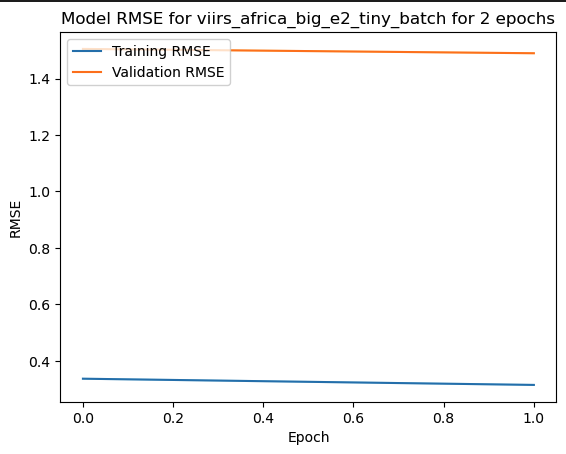 Model RMSE for viirs_africa_big_e2_tiny_batch for 2 epochs
Training RMSE
Validation RMSE
1.4
1.2
1.0
0.8
0.6
0.4
RMSE
0.0 0.2 0.4 0.6 0.8 1.0
Epoch